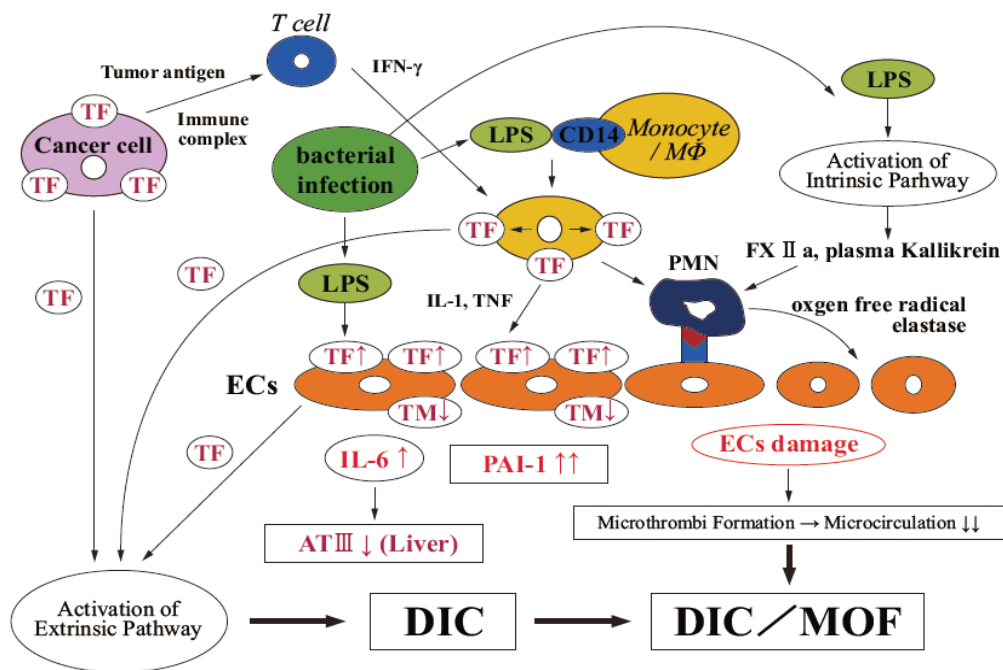 T cell
IFN-γ
Tumor antigen
Immune
complex
TF
Cancer cell
TF
TF
bacterial
infection
LPS
CD14
Monocyte
/ MΦ
LPS
Activation of
Intrinsic Parhway
TF
TF
TF
FX Ⅱ a, plasma Kallikrein
PMN
oxgen free radical
elastase
TF
TF
LPS
IL-1, TNF
TF↑
TF↑
TF↑
TF↑
ECs
TM↓
TM↓
TF
IL-6 ↑
PAI-1 ↑↑
ECs damage
ATⅢ ↓ (Liver)
Microthrombi Formation → Microcirculation ↓↓
Activation of
Extrinsic Pathway
DIC
DIC／MOF